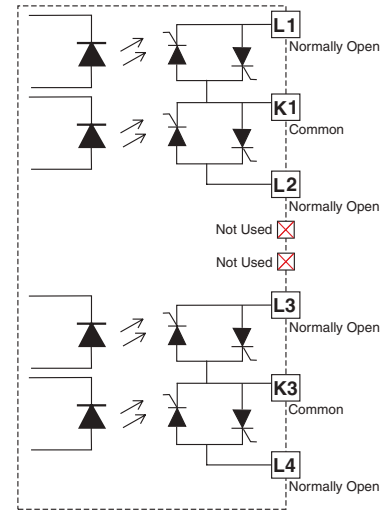 L1
Normally Open
K1
Common
L2
Normally Open
Not Used
Not Used
L3
Normally Open
K3
Common
L4
Normally Open